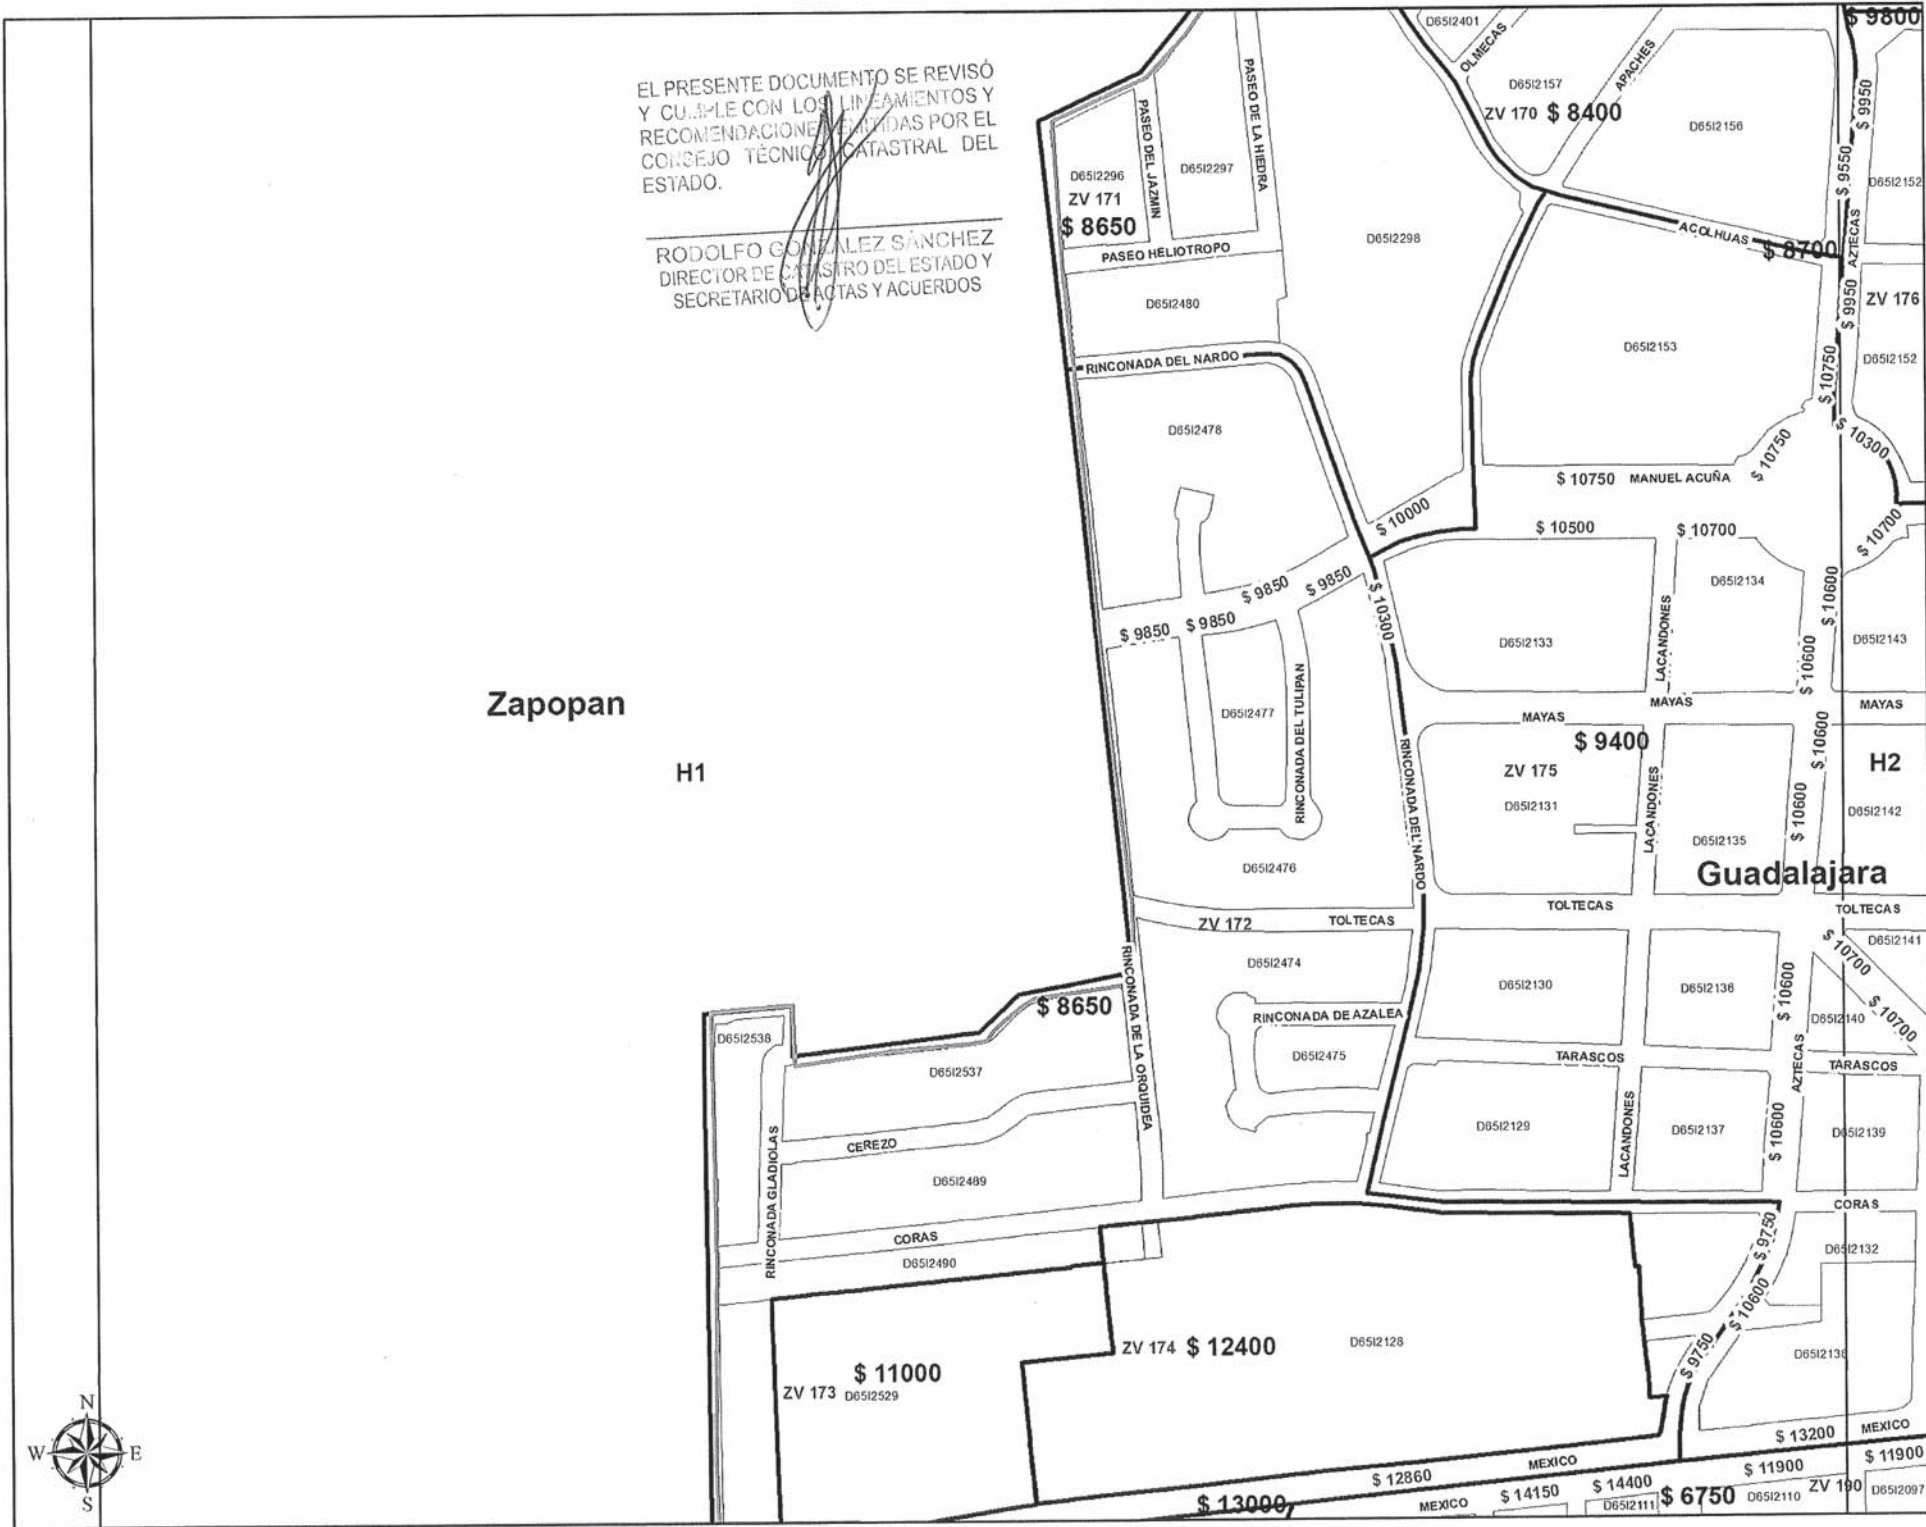 EL PRESENTE DOCUMENTO SE REVISÓ
Y CUMPLE CON LOS LINEAMIENTOS Y
RECOMENDACIONES EMITIDAS POR EL
CONSEJO TÉCNICO CATASTRAL DEL
ESTADO.
RODOLFO GONZÁLEZ SÁNCHEZ
DIRECTOR DE CATASTRO DEL ESTADO Y
SECRETARIO DE ACTAS Y ACUERDOS
D65I2401
OLMECAS
APACHES
$ 9800
D65I2157
ZV 170 $ 8400
D65I2156
$ 9950
$ 9550
D65I2152
AZTECAS
PASEO DE LA HIEDRA
PASEO DEL JAZMIN
D65I2297
D65I2296
ZV 171
$ 8650
PASEO HELIOTROPO
D65I2298
ACOLHUAS
$ 8700
$ 9950
ZV 176
D65I2480
D65I2153
D65I2152
$ 10750
RINCONADA DEL NARDO
D65I2478
$ 10300
$ 10750
$ 10750
MANUEL ACUÑA
$ 10000
$ 10500
$ 10700
$ 10700
$ 9850
$ 9850
$ 9850
$ 9850
$ 10300
D65I2134
$ 10600
D65I2133
LACANDONES
$ 10600
D65I2143
Zapopan
H1
D65I2477
RINCONADA DEL TULIPAN
MAYAS
MAYAS
MAYAS
$ 9400
ZV 175
D65I2131
RINCONADA DEL NARDO
LACANDONES
$ 10600
H2
$ 10600
D65I2142
D65I2135
D65I2476
Guadalajara
ZV 172
TOLTECAS
TOLTECAS
TOLTECAS
D65I2141
$ 10700
D65I2474
RINCONADA DE LA ORQUIDEA
D65I2130
D65I2136
$ 10600
$ 8650
RINCONADA DE AZALEA
D65I2140
$ 10700
D65I2538
D65I2475
TARASCOS
AZTECAS
TARASCOS
D65I2537
CEREZO
D65I2129
LACANDONES
D65I2137
$ 10600
D65I2139
D65I2489
RINCONADA GLADIOLAS
CORAS
CORAS
D65I2490
$ 9750
D65I2132
$ 10600
ZV 174 $ 12400
D65I2128
$ 9750
D65I2138
$ 11000
ZV 173 D65I2529
N
W
E
S
$ 13200
MEXICO
MEXICO
$ 12860
$ 11900
$ 11900
$ 14400
$ 14150
$ 13000
MEXICO
D65I2111
$ 6750
D65I2110
ZV 190
D65I2097